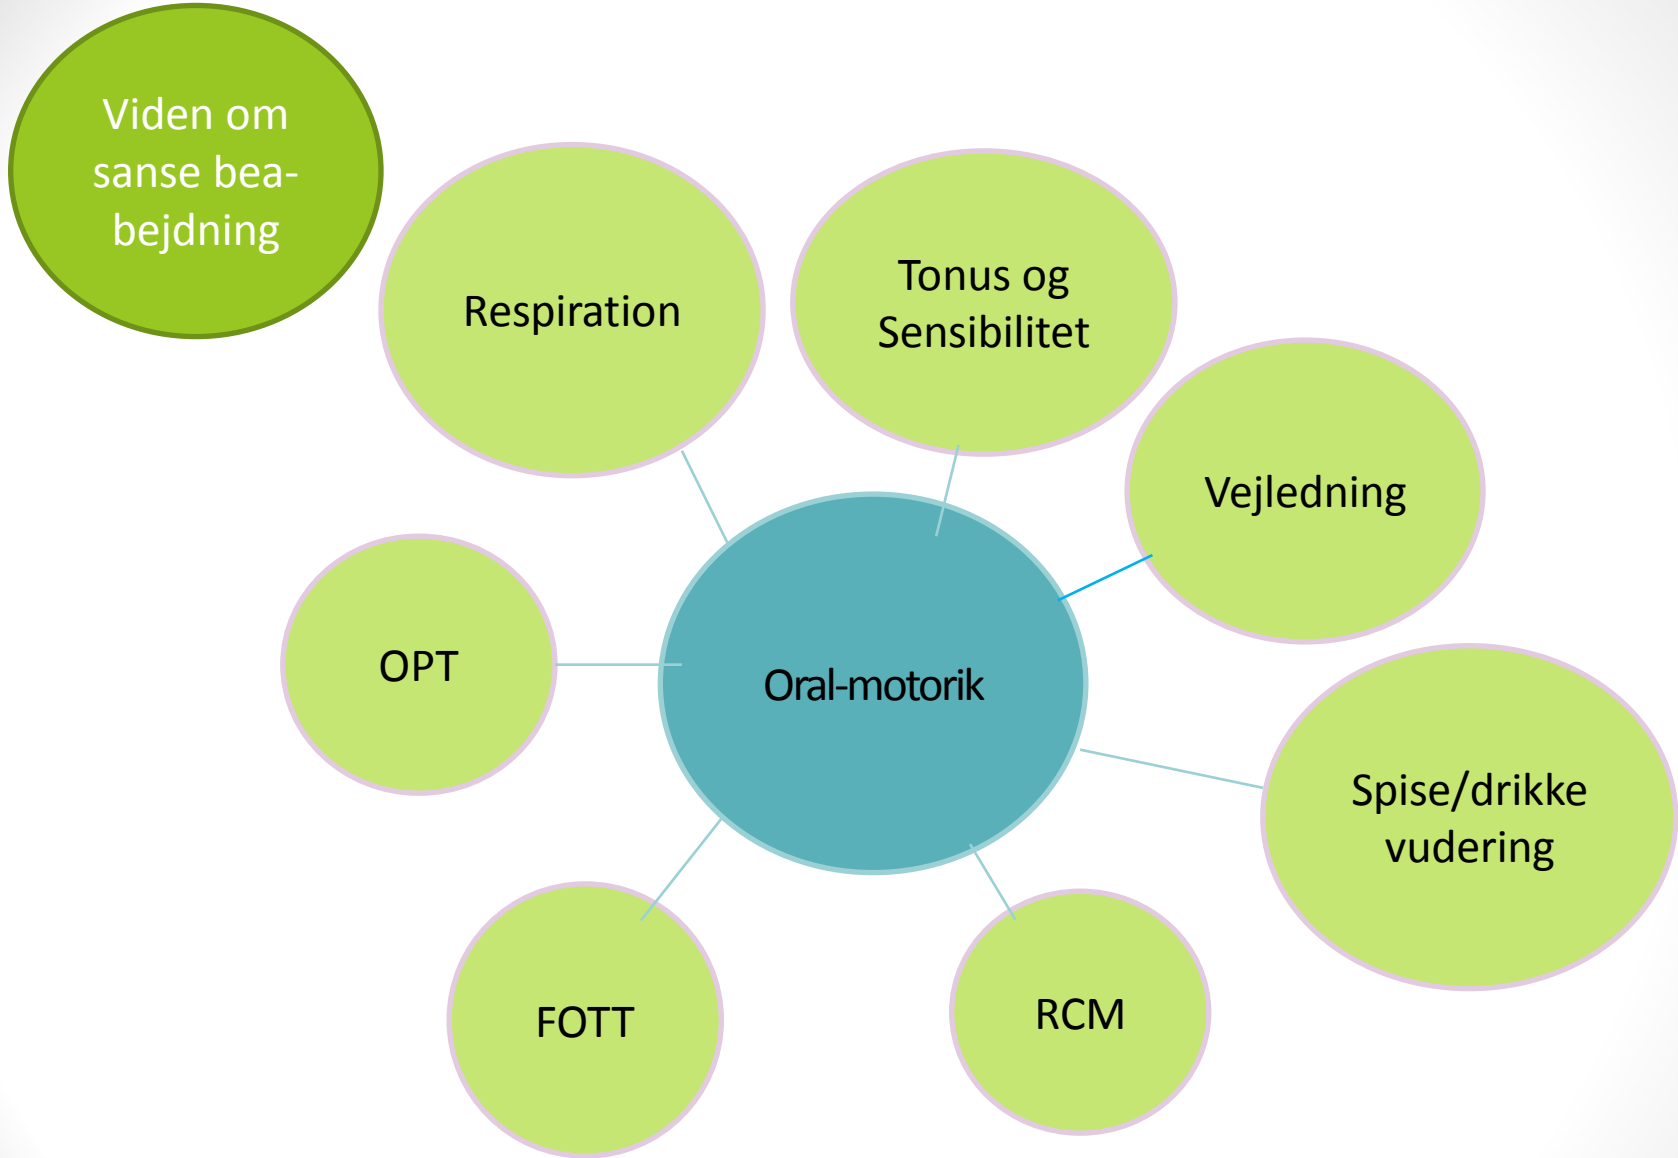 Viden om
sanse bea-
bejdning
Respiration
Tonus og
Sensibilitet
Vejledning
OPT
Oral-motorik
Spise/drikke
vudering
FOTT
RCM